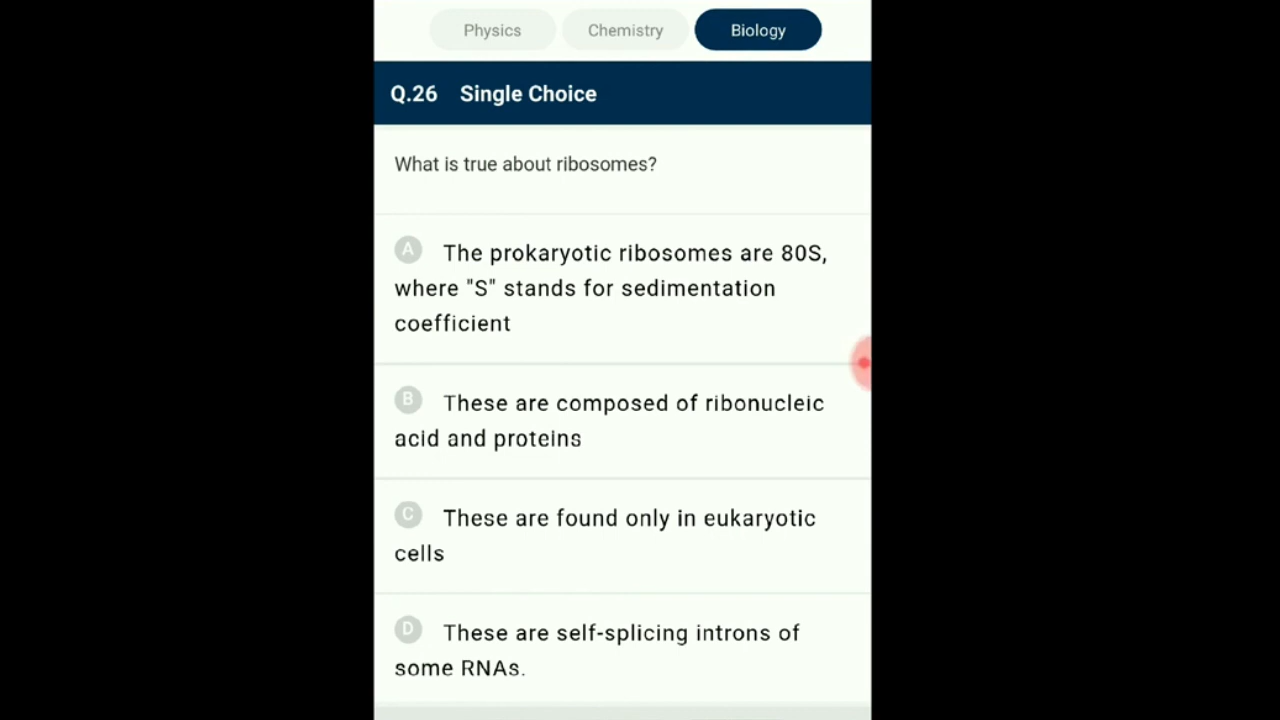 Physics Chemistry Biology
Q.26 Single Choice
What is true about ribosomes?
A The prokaryotic ribosomes are 80S,
where "S" stands for sedimentation
coefficient
B These are composed of ribonucleic
acid and proteins
C These are found only in eukaryotic
cells
D These are self-splicing introns of
some RNAs.